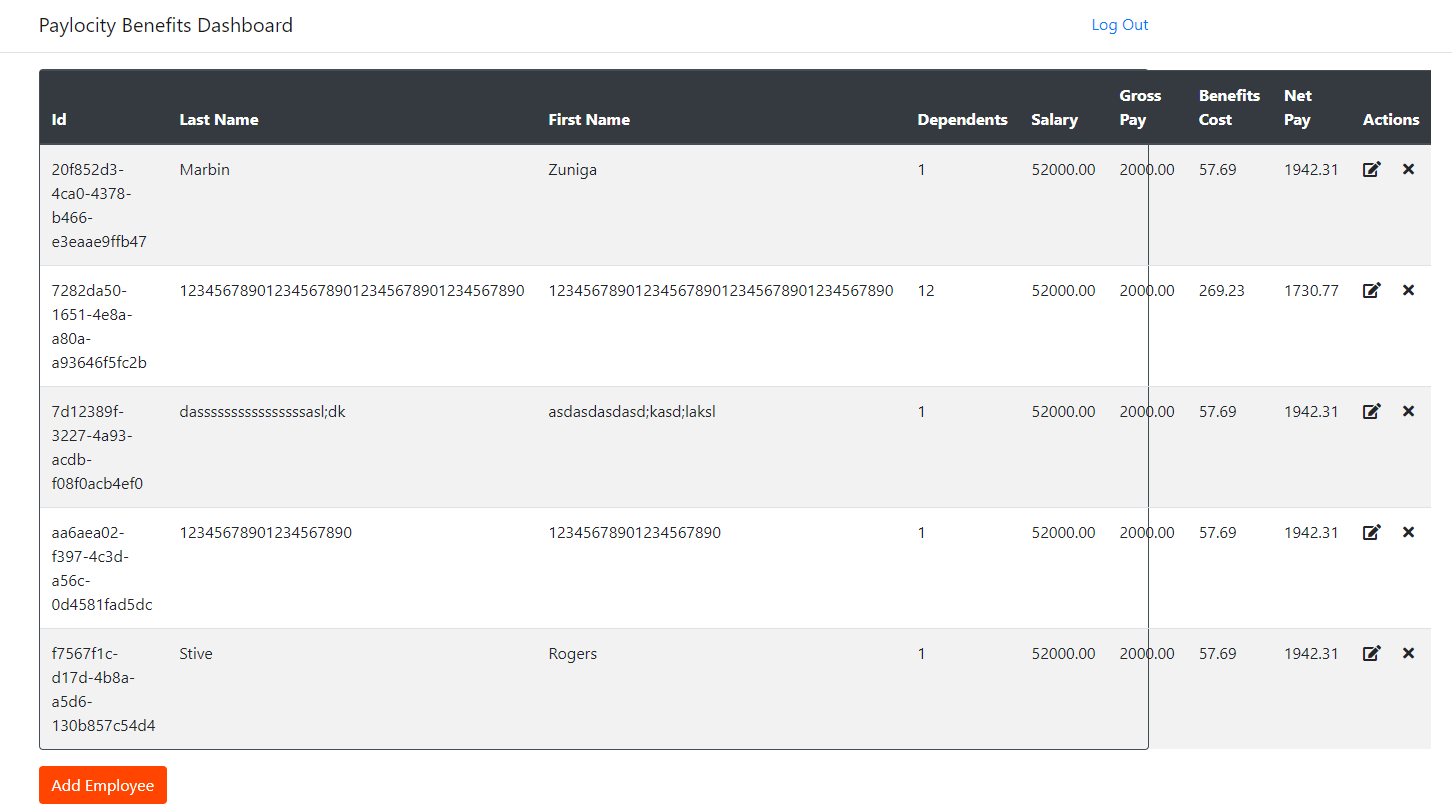 Paylocity Benefits Dashboard Log Out
Id Last Name First Name Dependents Salary Gross Pay Benefits Cost Net Pay Actions
20f852d3- Marbin Zuniga 1 52000.00 2000.00 57.69 1942.31
4ca0-4378-
b466-
e3eaae9ffb47
7282da50- 1234567890123456789012345678901234567890 1234567890123456789012345678901234567890 12 52000.00 2000.00 269.23 1730.77
1651-4e8a-
a80a-
a93646f5fc2b
7d12389f- dassssssssssssssssasl;dk asdasdasdasd;kasd;laksl 1 52000.00 2000.00 57.69 1942.31
3227-4a93-
acdb-
f08f0acb4ef0
aa6aea02- 12345678901234567890 12345678901234567890 1 52000.00 2000.00 57.69 1942.31
f397-4c3d-
a56c-
0d4581fad5dc
f7567f1c- Stive Rogers 1 52000.00 2000.00 57.69 1942.31
d17d-4b8a-
a5d6-
130b857c54d4
Add Employee